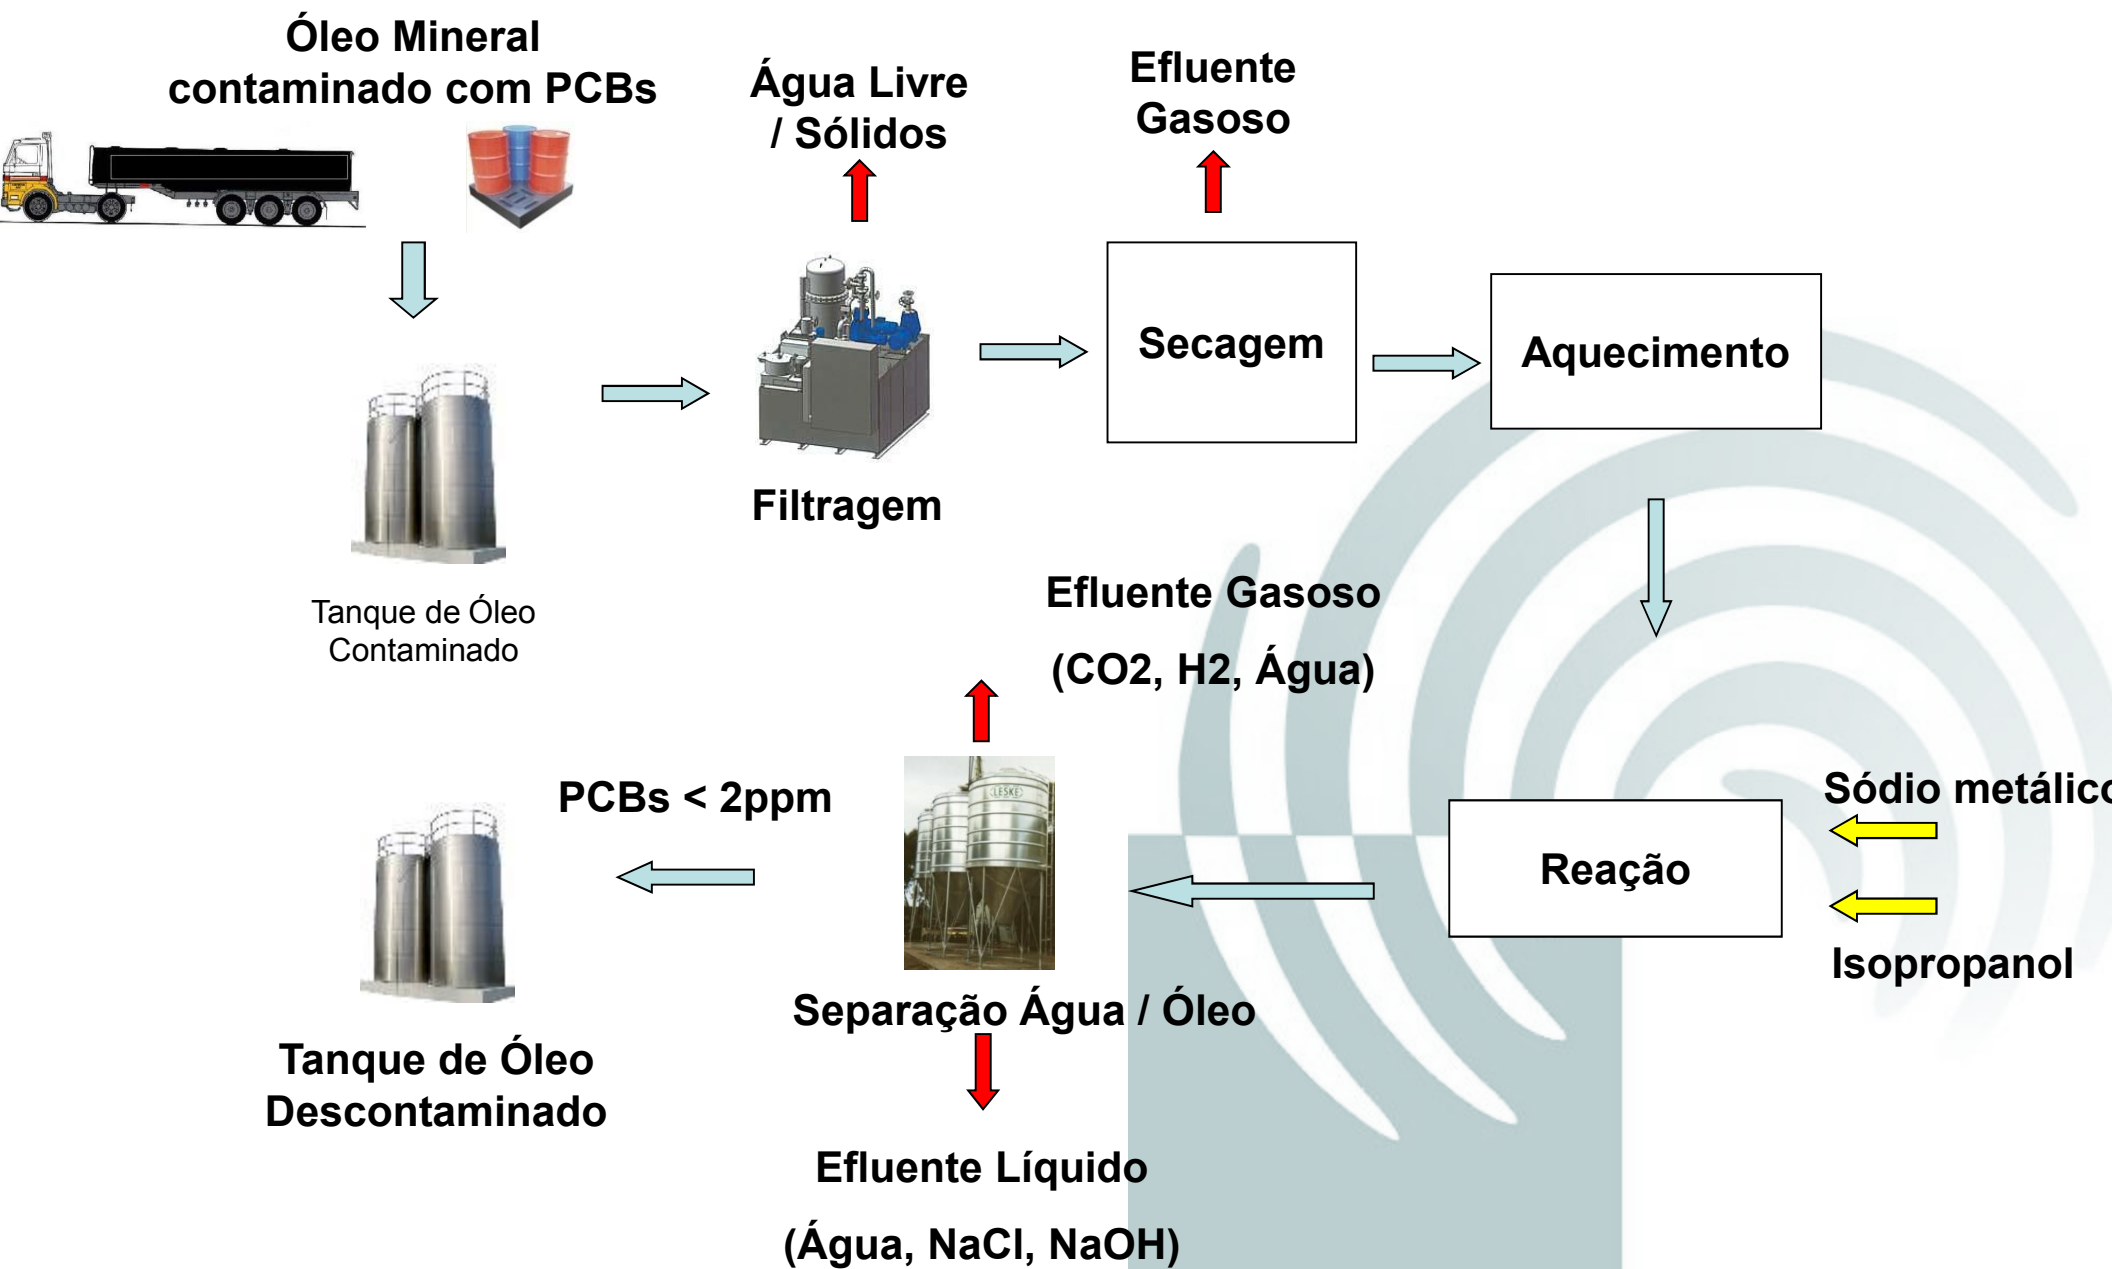 Óleo Mineral
contaminado com PCBs
Água Livre
/ Sólidos
Efluente
Gasoso
Secagem
Aquecimento
Filtragem
Tanque de Óleo
Contaminado
Efluente Gasoso
(CO2, H2, Água)
PCBs < 2ppm
LESKE
Sódio metálico
Reação
Isopropanol
Separação Água / Óleo
Tanque de Óleo
Descontaminado
Efluente Líquido
(Água, NaCl, NaOH)